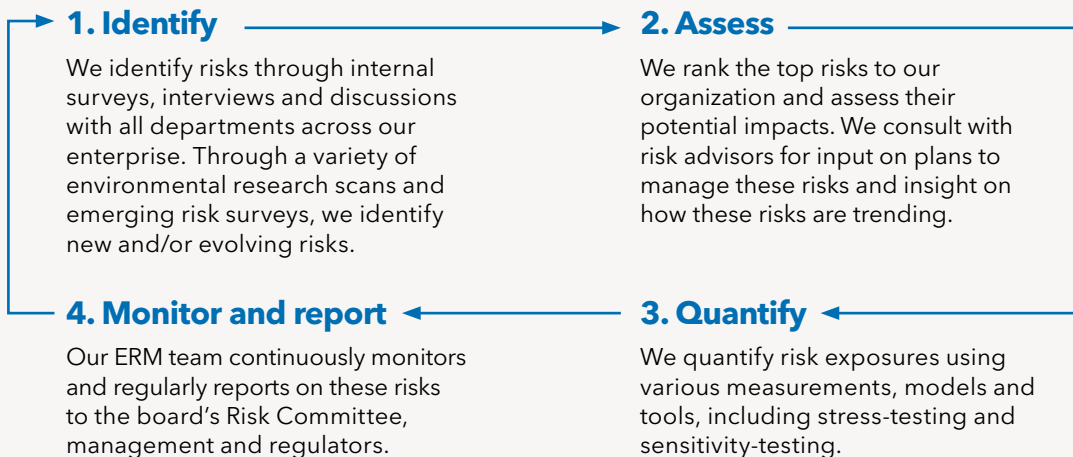 1. Identify
We identify risks through internal
surveys, interviews and discussions
with all departments across our
enterprise. Through a variety of
environmental research scans and
emerging risk surveys, we identify
new and/or evolving risks.
2. Assess
We rank the top risks to our
organization and assess their
potential impacts. We consult with
risk advisors for input on plans to
manage these risks and insight on
how these risks are trending.
3. Quantify
We quantify risk exposures using
various measurements, models and
tools, including stress-testing and
sensitivity-testing.
4. Monitor and report
Our ERM team continuously monitors
and regularly reports on these risks
to the board’s Risk Committee,
management and regulators.